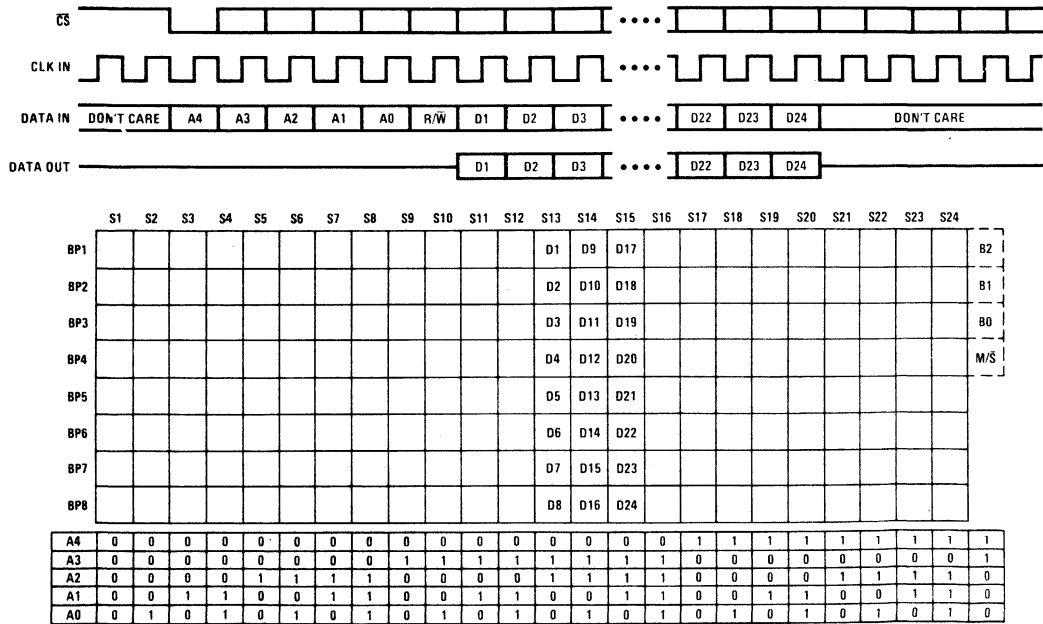 C̅S̅
CLK IN
DATA IN DON'T CARE A4 A3 A2 A1 A0 R/W̅ D1 D2 D3 •••• D22 D23 D24 DON'T CARE
DATA OUT D1 D2 D3 •••• D22 D23 D24
S1 S2 S3 S4 S5 S6 S7 S8 S9 S10 S11 S12 S13 S14 S15 S16 S17 S18 S19 S20 S21 S22 S23 S24
BP1 D1 D9 D17 B2
BP2 D2 D10 D18 B1
BP3 D3 D11 D19 B0
BP4 D4 D12 D20 M/S̅
BP5 D5 D13 D21
BP6 D6 D14 D22
BP7 D7 D15 D23
BP8 D8 D16 D24
A4 0 0 0 0 0 0 0 0 0 0 0 0 0 0 0 0 1 1 1 1 1 1 1 1 1
A3 0 0 0 0 0 0 0 0 1 1 1 1 1 1 1 1 0 0 0 0 0 0 0 0 1
A2 0 0 0 0 1 1 1 1 0 0 0 0 1 1 1 1 0 0 0 0 1 1 1 1 0
A1 0 0 1 1 0 0 1 1 0 0 1 1 0 0 1 1 0 0 1 1 0 0 1 1 0
A0 0 1 0 1 0 1 0 1 0 1 0 1 0 1 0 1 0 1 0 1 0 1 0 1 0